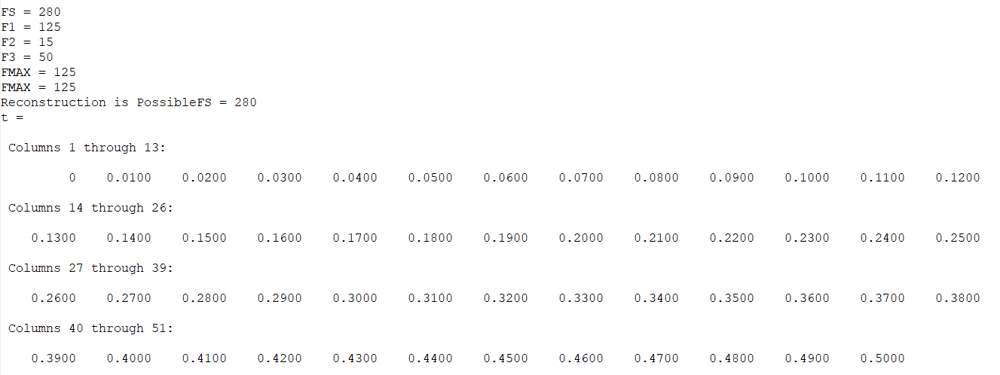 FS = 280
F1 = 125
F2 = 15
F3 = 50
FMAX = 125
FMAX = 125
Reconstruction is PossibleFS = 280
t =
Columns 1 through 13:
0 0.0100 0.0200 0.0300 0.0400 0.0500 0.0600 0.0700 0.0800 0.0900 0.1000 0.1100 0.1200
Columns 14 through 26:
0.1300 0.1400 0.1500 0.1600 0.1700 0.1800 0.1900 0.2000 0.2100 0.2200 0.2300 0.2400 0.2500
Columns 27 through 39:
0.2600 0.2700 0.2800 0.2900 0.3000 0.3100 0.3200 0.3300 0.3400 0.3500 0.3600 0.3700 0.3800
Columns 40 through 51:
0.3900 0.4000 0.4100 0.4200 0.4300 0.4400 0.4500 0.4600 0.4700 0.4800 0.4900 0.5000